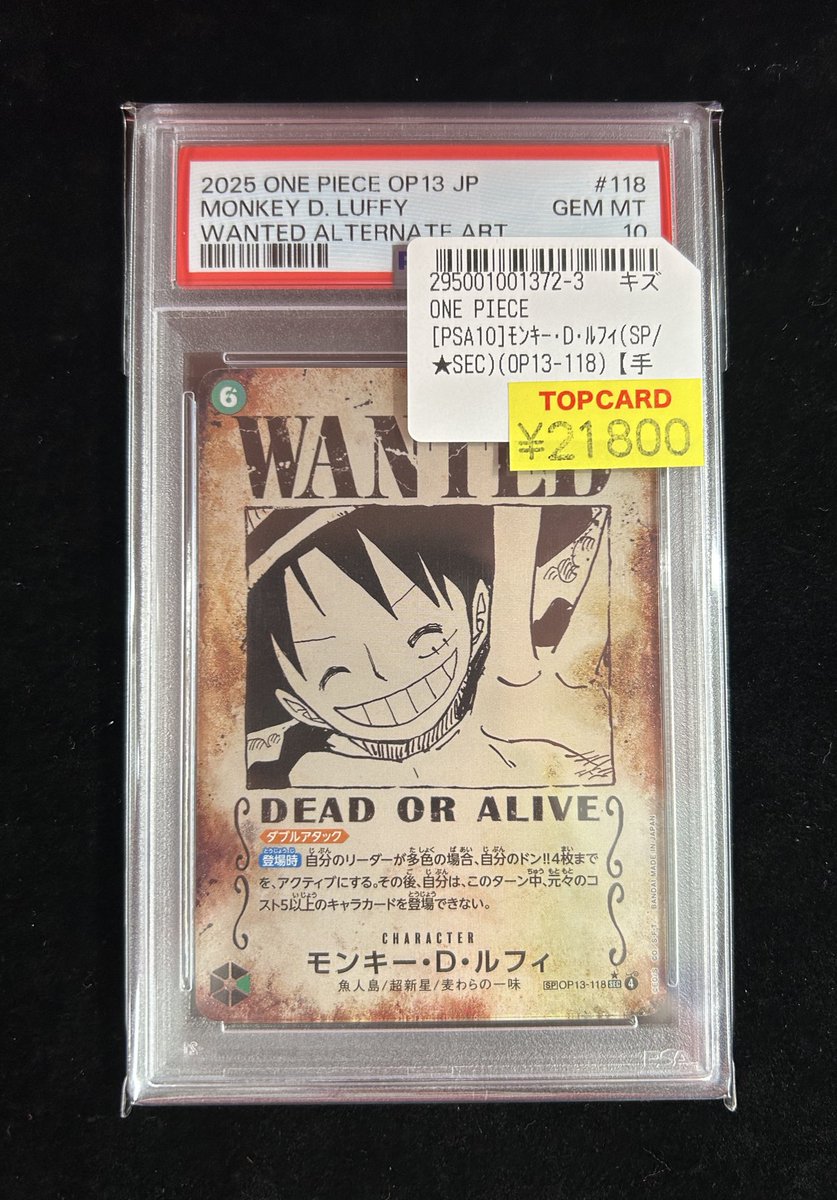 2025 ONE PIECE OP13 JP #118
MONKEY D. LUFFY GEM MT
WANTED ALTERNATE ART 10
295001001372-3 キズ
ONE PIECE
[PSA10]ﾓﾝｷｰ･D･ﾙﾌｨ(SP/
★SEC)(OP13-118)【手
TOPCARD
¥21800
6
WANTED
DEAD OR ALIVE
ダブルアタック
登場時 自分のリーダーが多色の場合、自分のドン!!4枚まで
を、アクティブにする。その後、自分は、このターン中、元々のコ
スト5以上のキャラカードを登場できない。
CHARACTER
モンキー・D・ルフィ
魚人島/超新星/麦わらの一味
SP OP13-118 SEC ★ 4
BANDAI MADE IN JAPAN
PSA